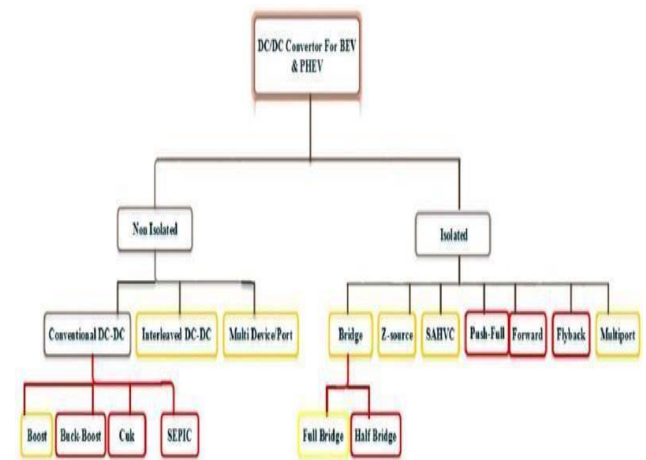 DC/DC Convertor For BEV
& PHEV
Non Isolated
Isolated
Conventional DC-DC
Interleaved DC-DC
Multi Device/Port
Bridge
Z-source
SAHVC
Push-Full
Forward
Flyback
Multiport
Boost
Buck-Boost
Cuk
SEPIC
Full Bridge
Half Bridge